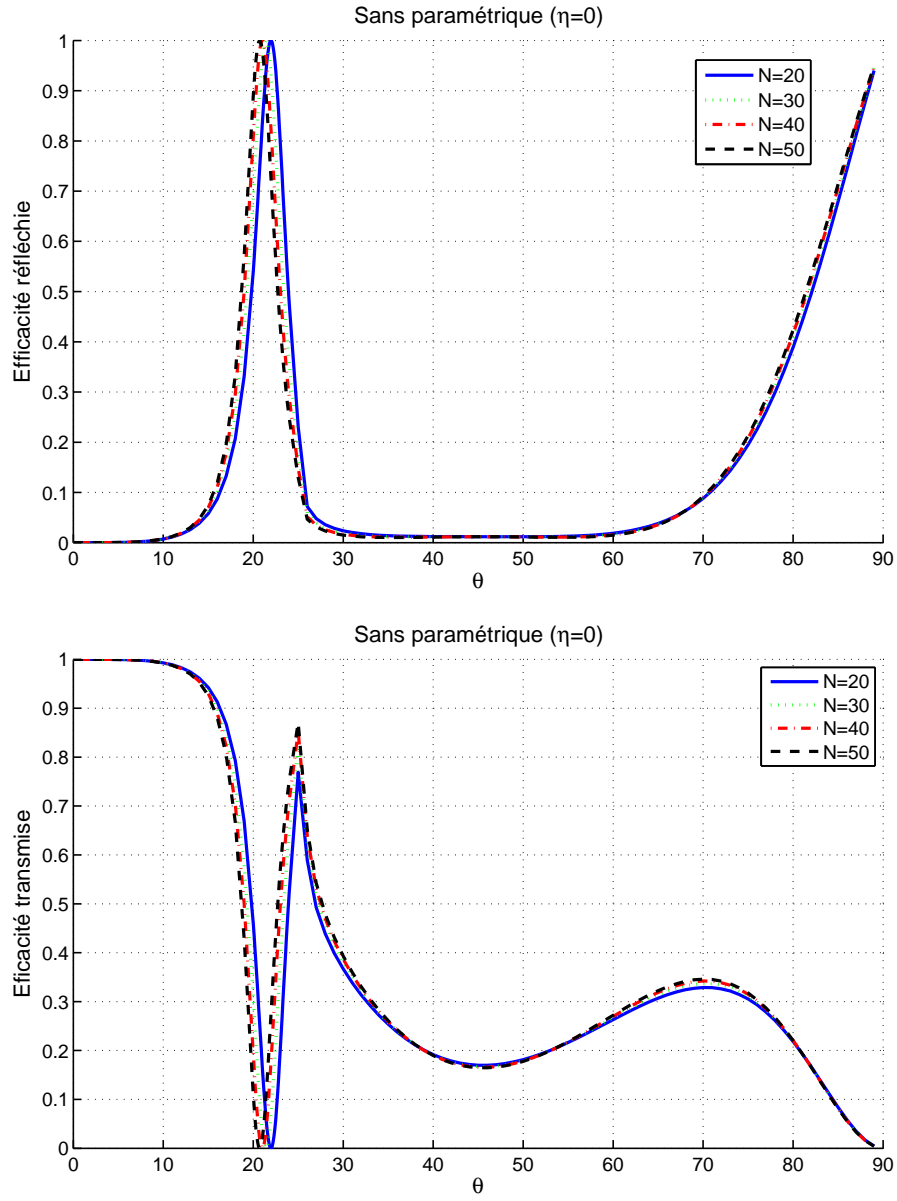 Sans paramétrique (η=0)
1
0.9
0.8
0.7
0.6
0.5
0.4
0.3
0.2
0.1
0
Efficacité réfléchie
N=20
N=30
N=40
N=50
0 10 20 30 40 50 60 70 80 90
θ
Sans paramétrique (η=0)
1
0.9
0.8
0.7
0.6
0.5
0.4
0.3
0.2
0.1
0
Eficacité transmise
N=20
N=30
N=40
N=50
0 10 20 30 40 50 60 70 80 90
θ